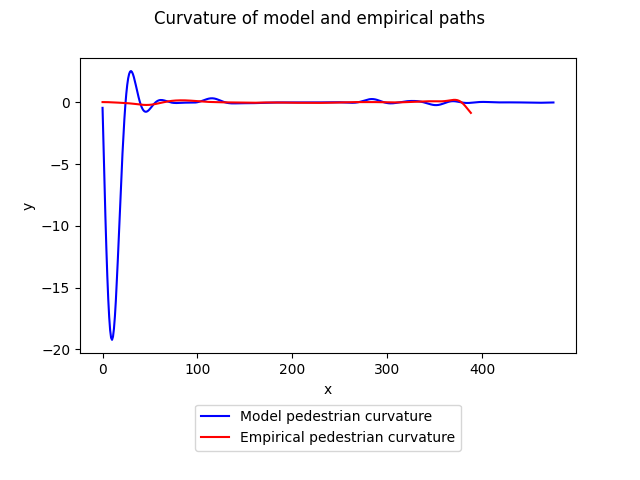 Curvature of model and empirical paths
0
−5
−10
−15
−20
y
0 100 200 300 400
x
Model pedestrian curvature
Empirical pedestrian curvature